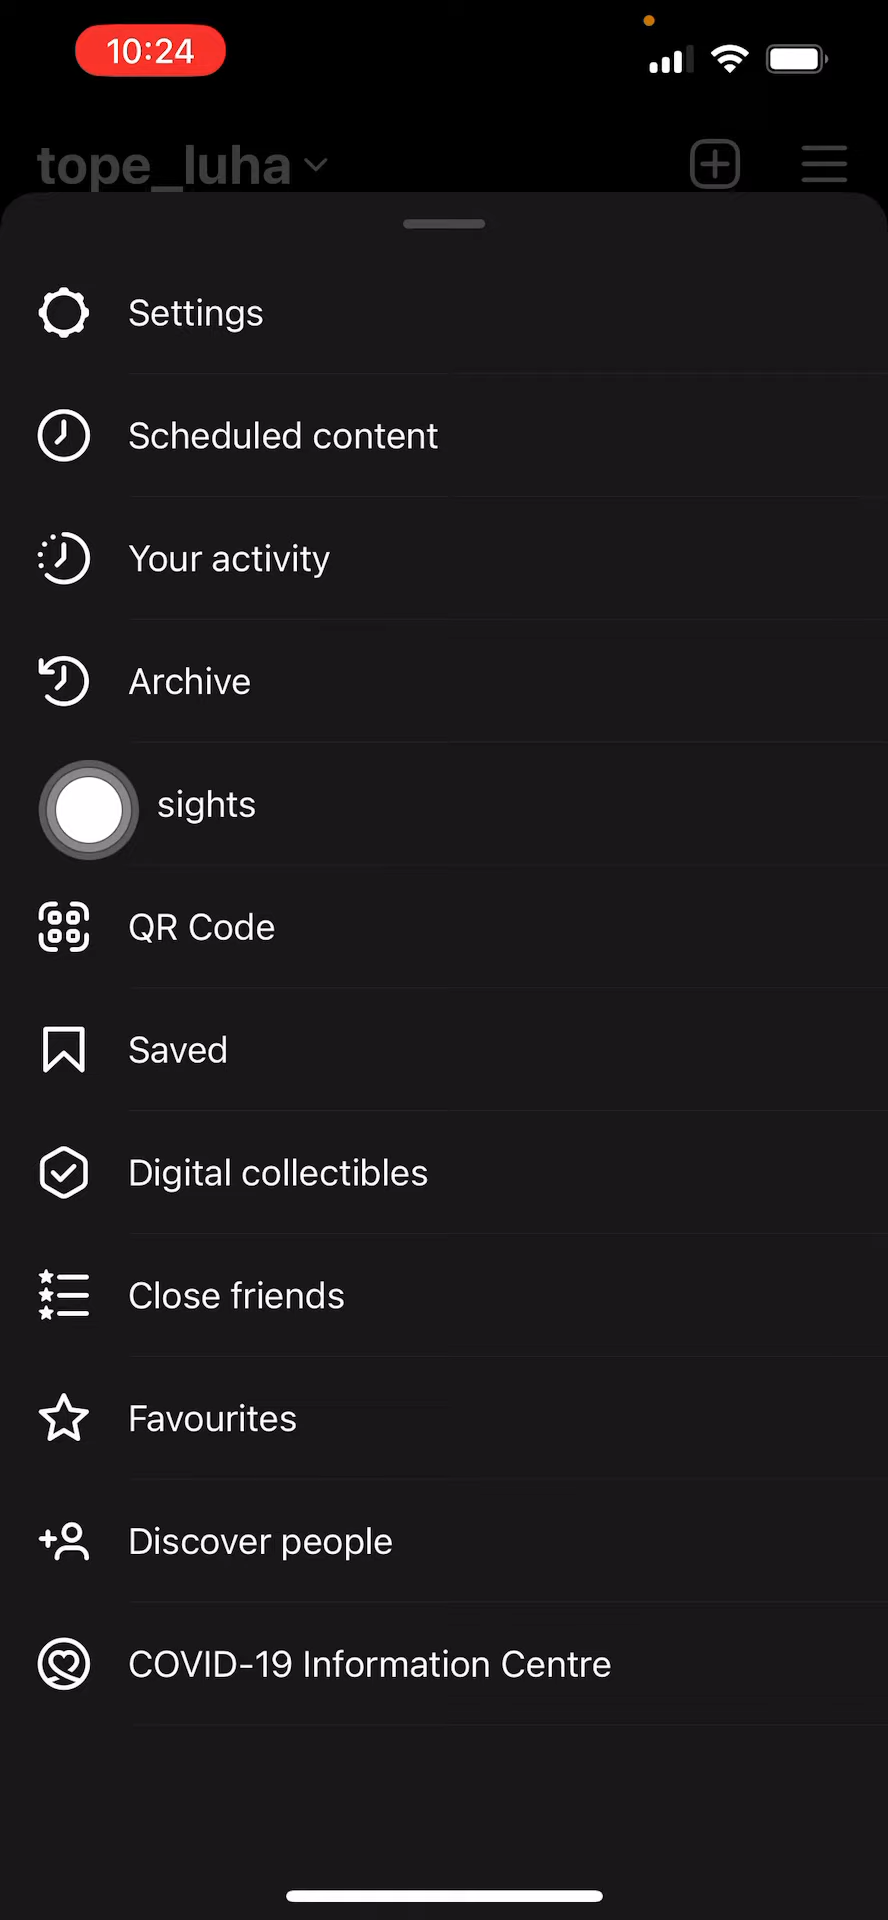 10:24
tope_luha
Settings
Scheduled content
Your activity
Archive
sights
QR Code
Saved
Digital collectibles
Close friends
Favourites
Discover people
COVID-19 Information Centre